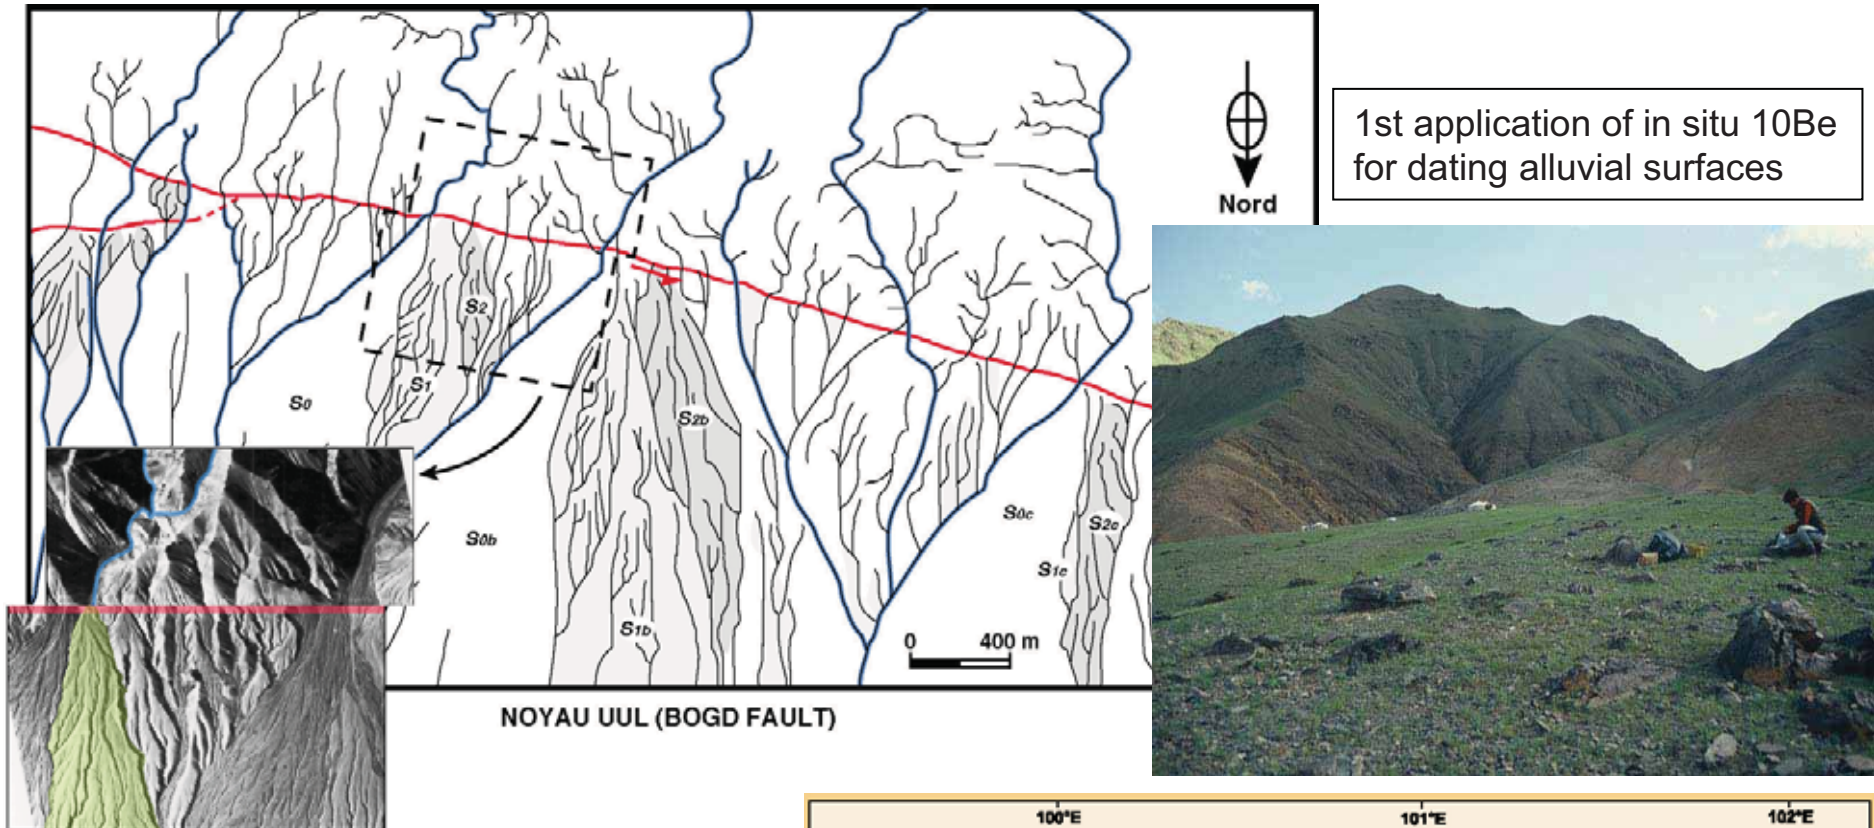 1st application of in situ 10Be
for dating alluvial surfaces
Nord
S2
S1
S0
S2b
S0b
S0c
S2c
S1c
S1b
0 400 m
NOYAU UUL (BOGD FAULT)
100°E 101°E 102°E